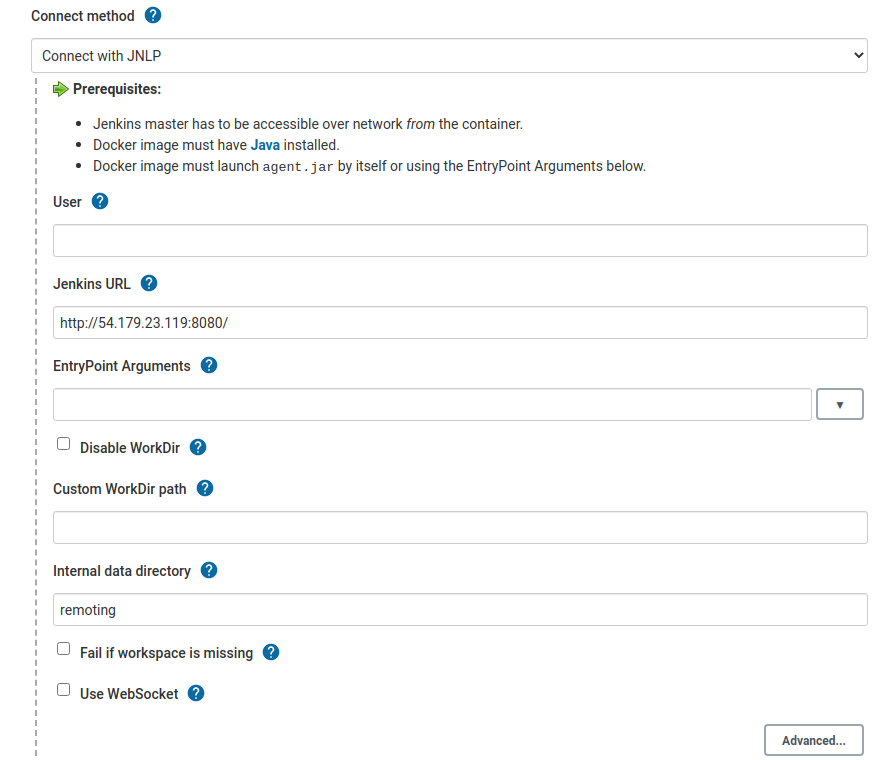 Connect method ?
Connect with JNLP
Prerequisites:
Jenkins master has to be accessible over network from the container.
Docker image must have Java installed.
Docker image must launch agent.jar by itself or using the EntryPoint Arguments below.
User ?
Jenkins URL ?
http://54.179.23.119:8080/
EntryPoint Arguments ?
Disable WorkDir ?
Custom WorkDir path ?
Internal data directory ?
remoting
Fail if workspace is missing ?
Use WebSocket ?
Advanced...